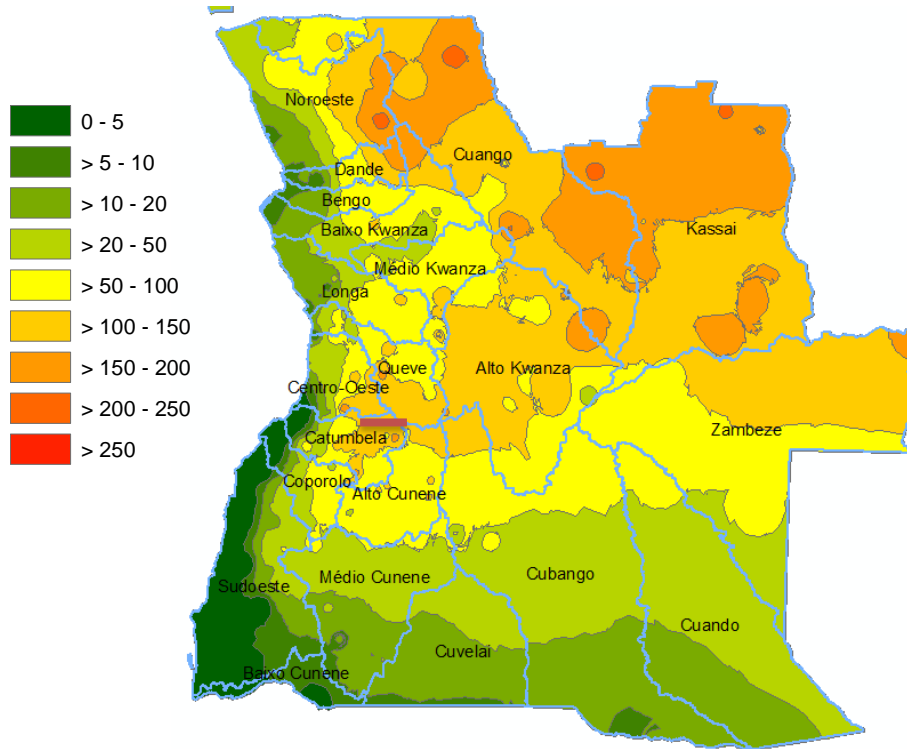 0 - 5
> 5 - 10
> 10 - 20
> 20 - 50
> 50 - 100
> 100 - 150
> 150 - 200
> 200 - 250
> 250
Noroeste
Cuango
Dande
Bengo
Baixo Kwanza
Kassai
Médio Kwanza
Longa
Queve
Alto Kwanza
Centro-Oeste
Zambeze
Catumbela
Coporolo
Alto Cunene
Cubango
Médio Cunene
Sudoeste
Cuando
Cuvelai
Baixo Cunene